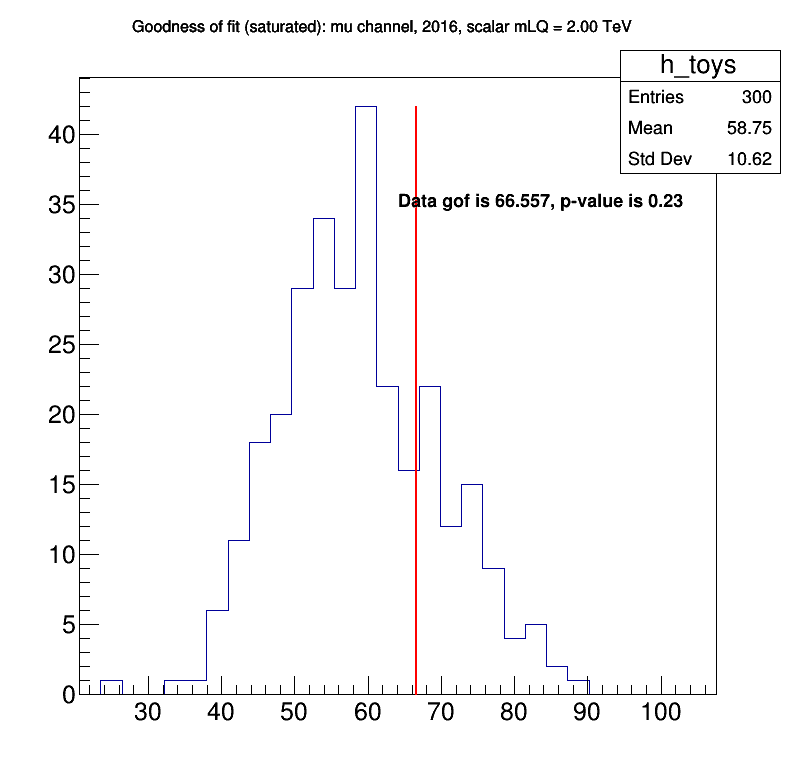 Goodness of fit (saturated): mu channel, 2016, scalar mLQ = 2.00 TeV
h_toys
Entries 300
Mean 58.75
Std Dev 10.62
Data gof is 66.557, p-value is 0.23
40
35
30
25
20
15
10
5
0
30 40 50 60 70 80 90 100